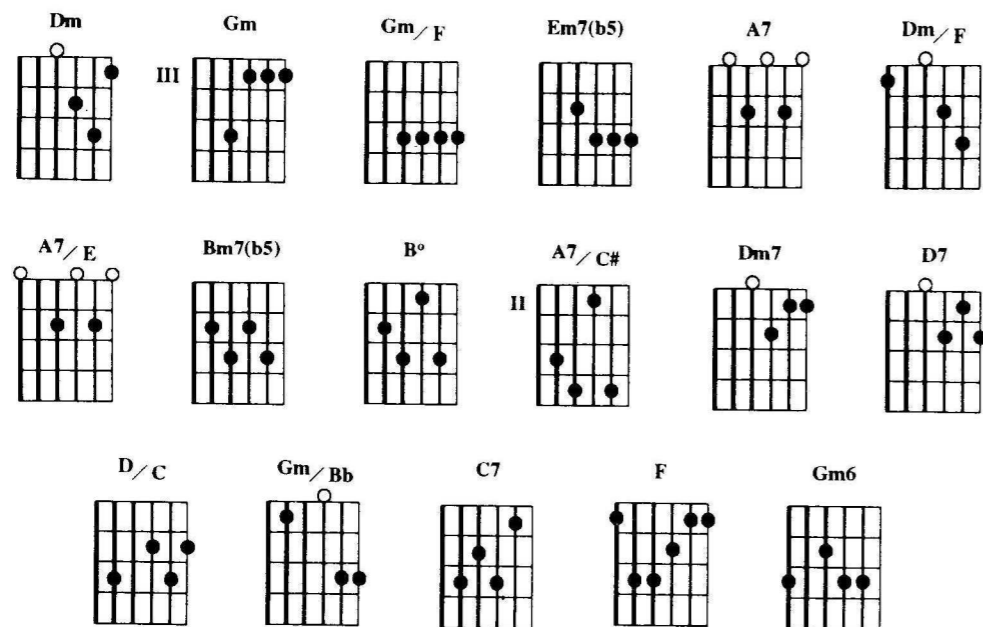 Dm Gm Gm/F Em7(b5) A7 Dm/F
III
A7/E Bm7(b5) B° A7/C# Dm7 D7
II
D/C Gm/Bb C7 F Gm6